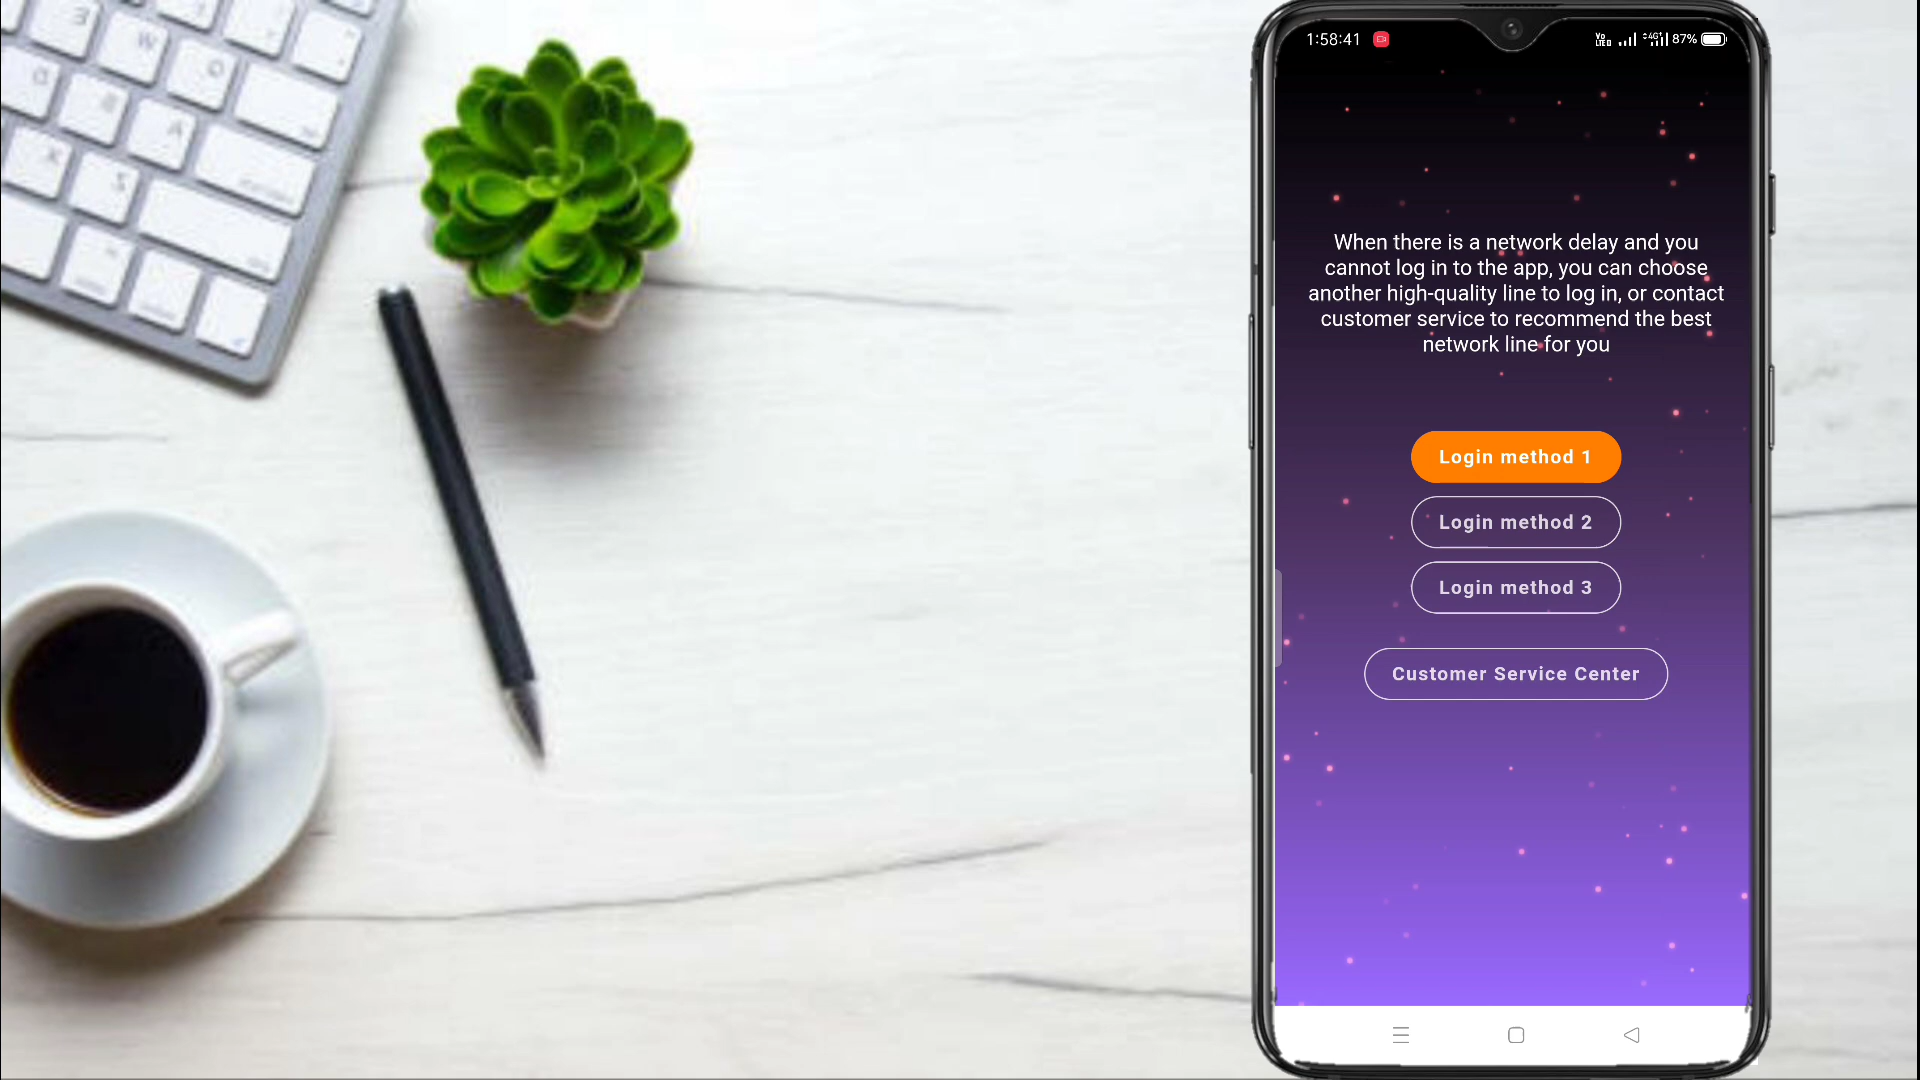 1:58:41
87%
When there is a network delay and you
cannot log in to the app, you can choose
another high-quality line to log in, or contact
customer service to recommend the best
network line for you
Login method 1
Login method 2
Login method 3
Customer Service Center